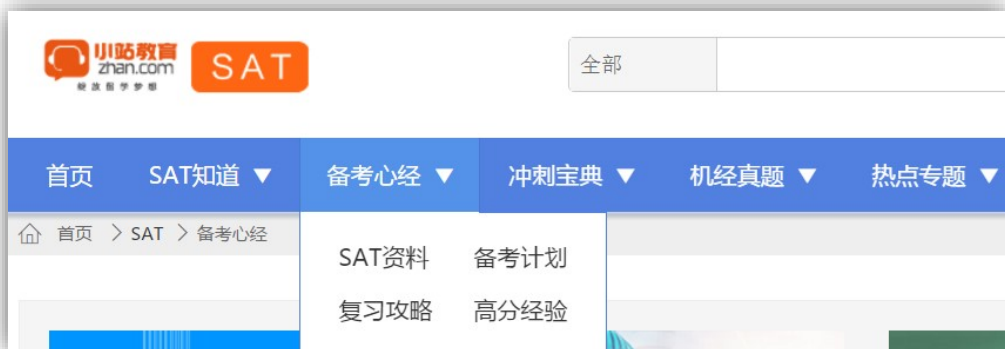 小站教育
zhan.com
SAT
全部
首页 SAT知道 ▼ 备考心经 ▼ 冲刺宝典 ▼ 机经真题 ▼ 热点专题 ▼
首页 > SAT > 备考心经
SAT资料 备考计划
复习攻略 高分经验